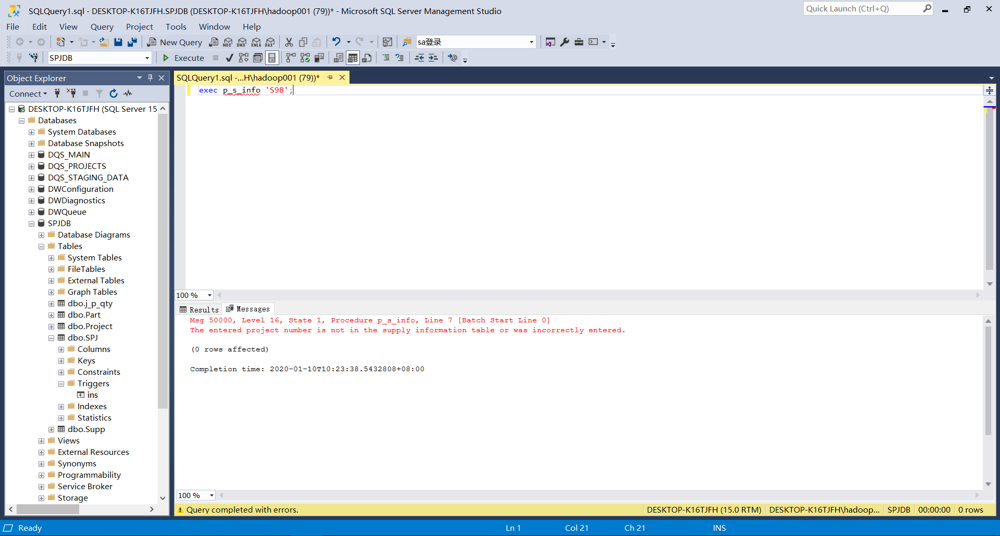 SQLQuery1.sql - DESKTOP-K16TJFH.SPJDB (DESKTOP-K16TJFH\hadoop001 (79))* - Microsoft SQL Server Management Studio
Quick Launch (Ctrl+Q)
File Edit View Query Project Tools Window Help
New Query MDX DMX XMLA DAX sa登录
SPJDB Execute
Object Explorer
SQLQuery1.sql -...H\hadoop001 (79))*
Connect
exec p_s_info 'S98';
DESKTOP-K16TJFH (SQL Server 15
Databases
System Databases
Database Snapshots
DQS_MAIN
DQS_PROJECTS
DQS_STAGING_DATA
DWConfiguration
DWDiagnostics
DWQueue
SPJDB
Database Diagrams
Tables
System Tables
FileTables
External Tables
Graph Tables
dbo.j_p_qty
dbo.Part
dbo.Project
dbo.SPJ
Columns
Keys
Constraints
Triggers
ins
Indexes
Statistics
dbo.Supp
Views
External Resources
Synonyms
Programmability
Service Broker
Storage
100 %
Results Messages
Msg 50000, Level 16, State 1, Procedure p_s_info, Line 7 [Batch Start Line 0]
The entered project number is not in the supply information table or was incorrectly entered.
(0 rows affected)
Completion time: 2020-01-10T10:23:38.5432808+08:00
100 %
Query completed with errors. DESKTOP-K16TJFH (15.0 RTM) DESKTOP-K16TJFH\hadoop... SPJDB 00:00:00 0 rows
Ready Ln 1 Col 21 Ch 21 INS